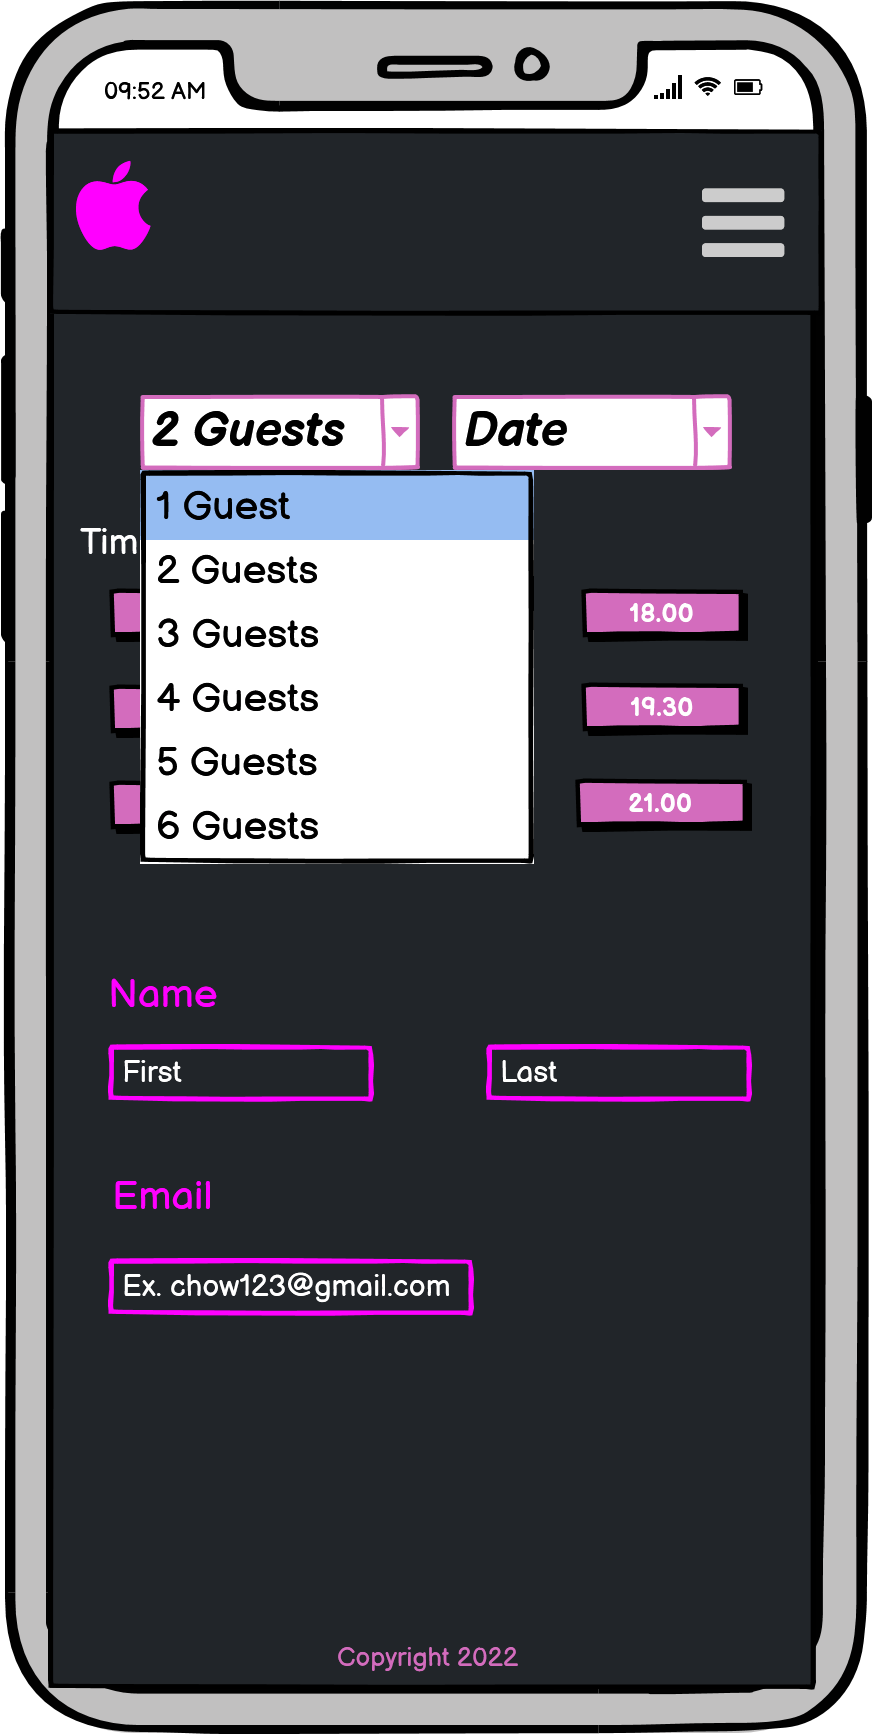 09:52 AM
2 Guests
Date
1 Guest
2 Guests
3 Guests
4 Guests
5 Guests
6 Guests
Tim
18.00
19.30
21.00
Name
First
Last
Email
Ex. chow123@gmail.com
Copyright 2022